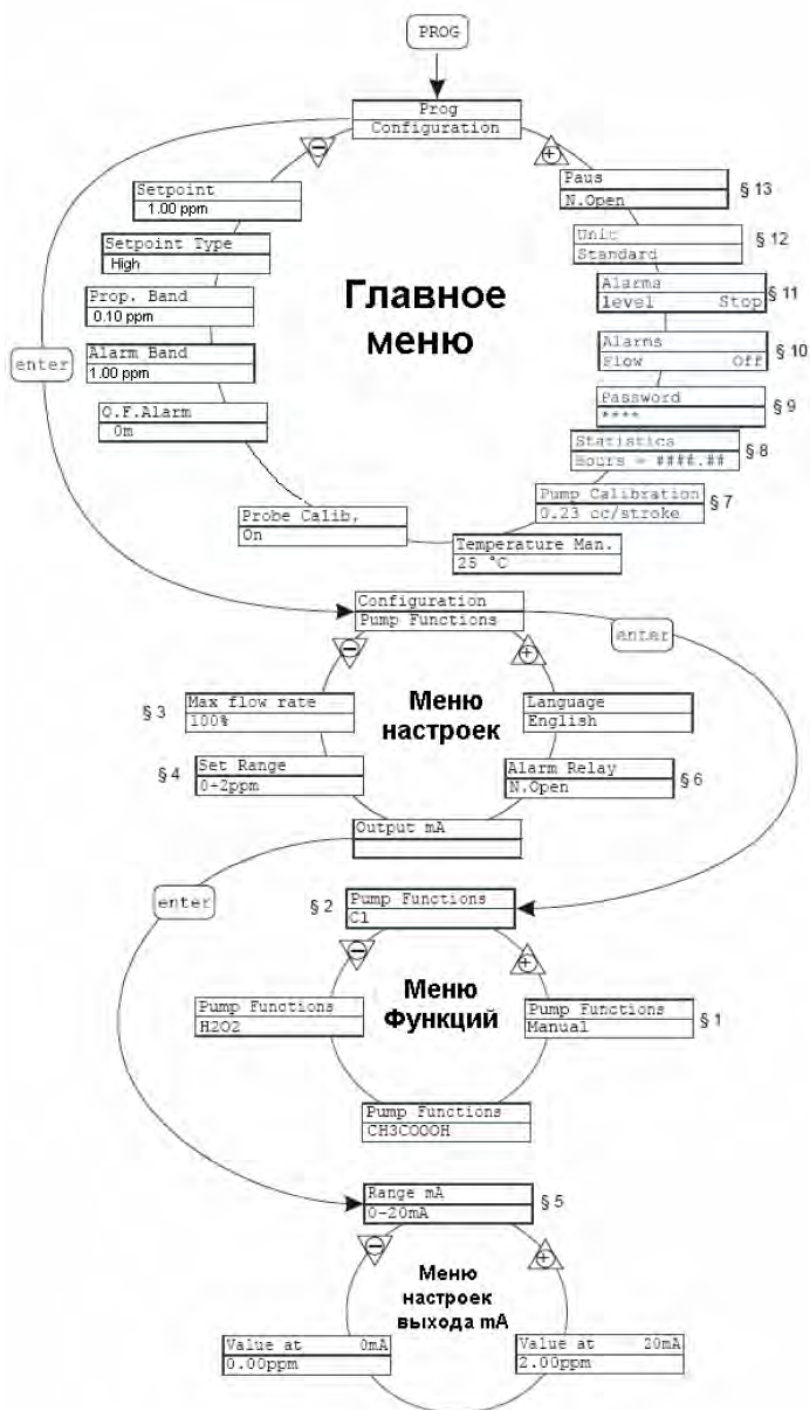 PROG
Prog
Configuration
Setpoint
1.00 ppm
Setpoint Type
High
Prop. Band
0.10 ppm
Alarm Band
1.00 ppm
O.F.Alarm
0m
Probe Calib.
On
Главное
меню
Paus
N.Open
§ 13
Unit
Standard
§ 12
Alarms
level Stop
§ 11
Alarms
Flow Off
§ 10
Password
****
§ 9
Statistics
Hours = ####.##
§ 8
Pump Calibration
0.23 cc/stroke
§ 7
Temperature Man.
25 °C
enter
Configuration
Pump Functions
enter
§ 3
Max flow rate
100%
§ 4
Set Range
0÷2ppm
Меню
настроек
Language
English
Alarm Relay
N.Open
§ 6
Output mA
enter
§ 2
Pump Functions
Cl
Pump Functions
H2O2
Меню
Функций
Pump Functions
Manual
§ 1
Pump Functions
CH3COOOH
Range mA
0-20mA
§ 5
Меню
настроек
выхода mA
Value at 0mA
0.00ppm
Value at 20mA
2.00ppm